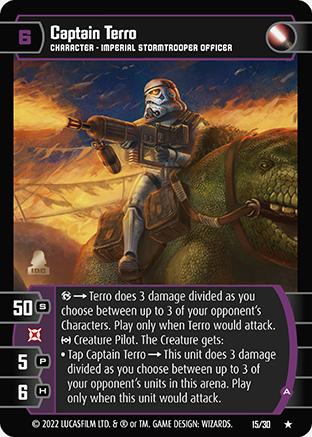 6
Captain Terro
CHARACTER - IMPERIAL STORMTROOPER OFFICER
IDC
50 S
5 P
6 H
→ Terro does 3 damage divided as you
choose between up to 3 of your opponent's
Characters. Play only when Terro would attack.
Creature Pilot. The Creature gets:
• Tap Captain Terro → This unit does 3 damage
divided as you choose between up to 3 of
your opponent's units in this arena. Play
only when this unit would attack.
A
© 2022 LUCASFILM LTD. & ® or TM. GAME DESIGN: WIZARDS.
15/30